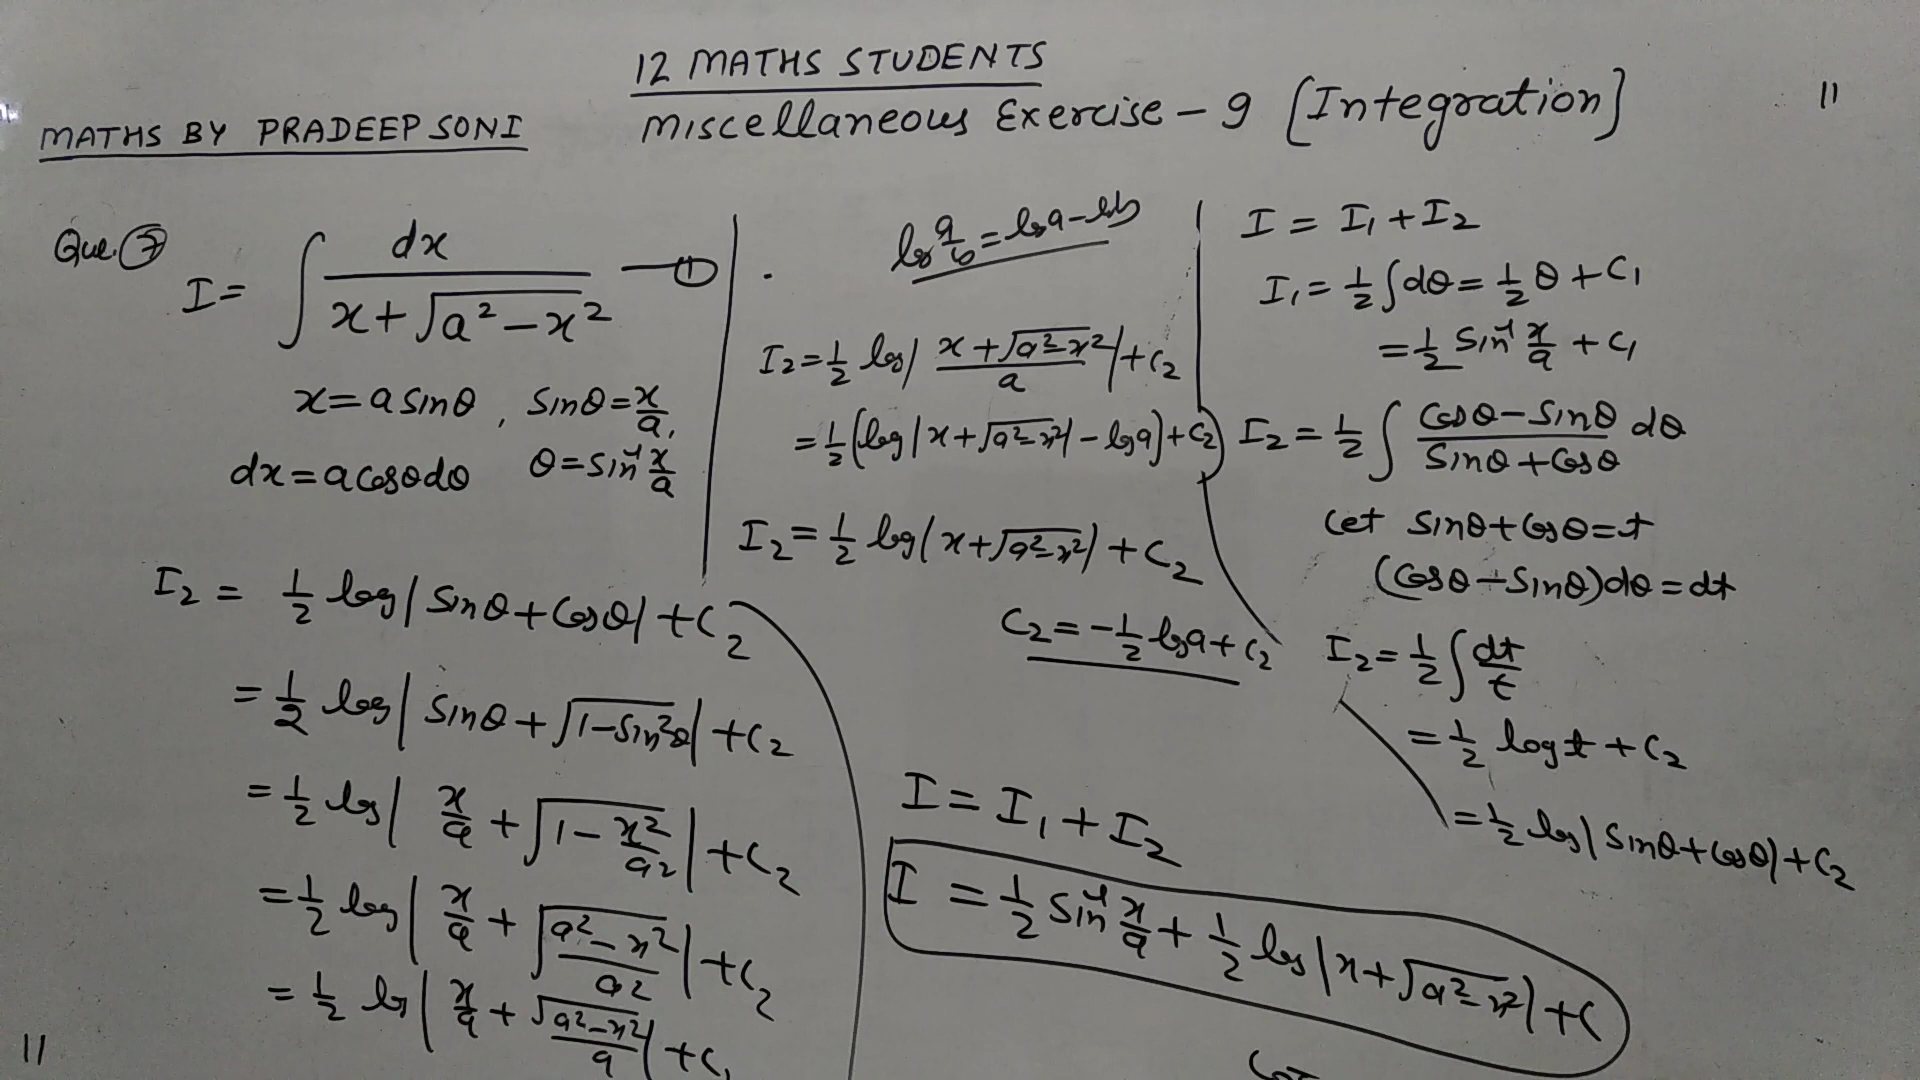 12 MATHS STUDENTS
MATHS BY PRADEEP SONI
Miscellaneous Exercise - 9 [Integration]
11
Que. ⑦
I = ∫ dx / (x + √(a² - x²)) — ①
x = a sinθ, sinθ = x/a,
dx = a cosθ dθ θ = sin⁻¹ x/a
I₂ = 1/2 log|sinθ + cosθ| + C₂
= 1/2 log|sinθ + √(1 - sin²θ)| + C₂
= 1/2 log|x/a + √(1 - x²/a²)| + C₂
= 1/2 log|x/a + √((a² - x²)/a²)| + C₂
= 1/2 log|x/a + √(a² - x²)/a| + C₂
11
log a/b = log a - log b
I₂ = 1/2 log|(x + √(a² - x²))/a| + C₂
= 1/2 (log|x + √(a² - x²)| - log a) + C₂
I₂ = 1/2 log|x + √(a² - x²)| + C₂
C₂ = -1/2 log a + C₂
I = I₁ + I₂
I = 1/2 sin⁻¹ x/a + 1/2 log|x + √(a² - x²)| + C
I = I₁ + I₂
I₁ = 1/2 ∫dθ = 1/2 θ + C₁
= 1/2 sin⁻¹ x/a + C₁
I₂ = 1/2 ∫ (cosθ - sinθ)/(sinθ + cosθ) dθ
Let sinθ + cosθ = t
(cosθ - sinθ)dθ = dt
I₂ = 1/2 ∫ dt/t
= 1/2 log t + C₂
= 1/2 log|sinθ + cosθ| + C₂